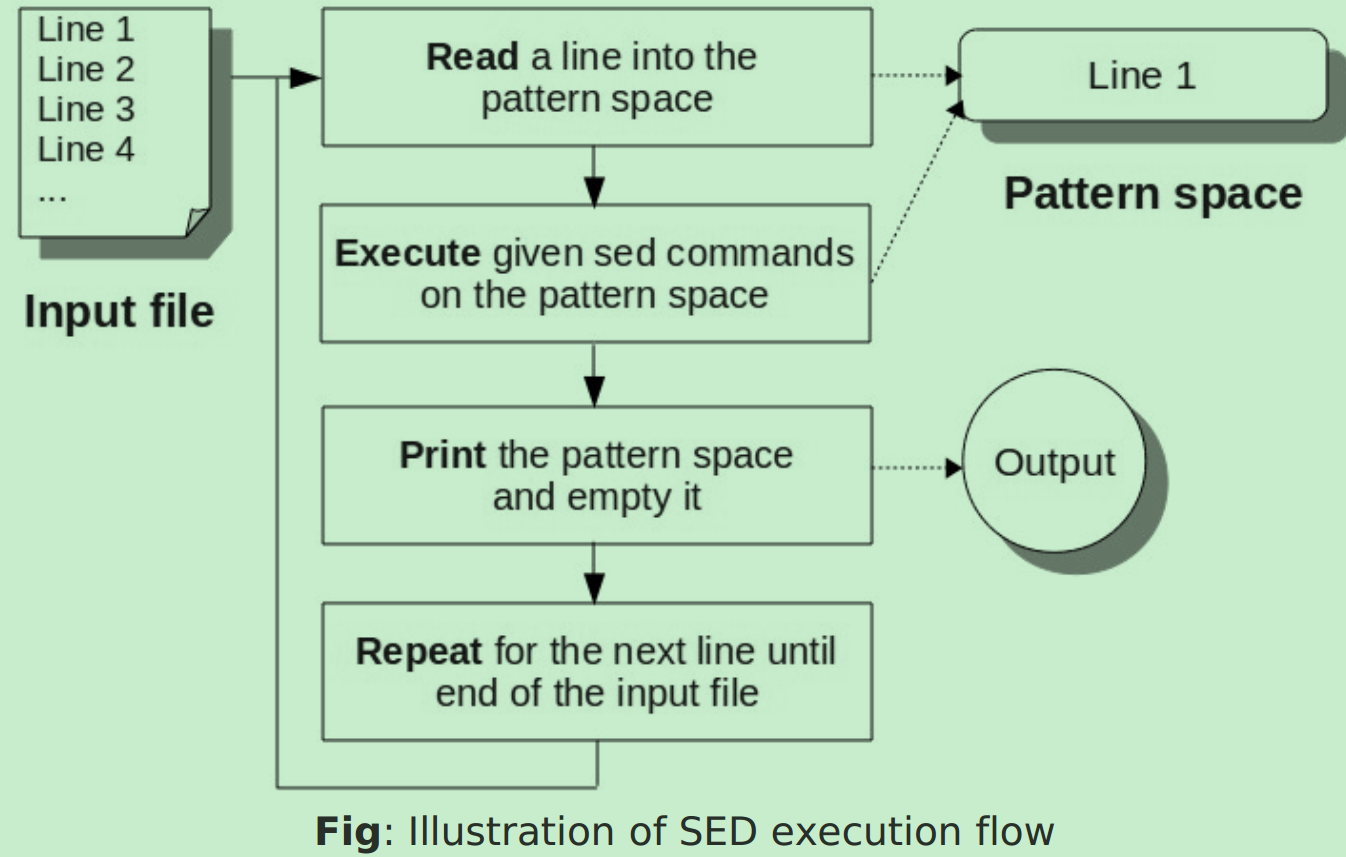 Line 1
Line 2
Line 3
Line 4
...
Input file
Read a line into the
pattern space
Line 1
Pattern space
Execute given sed commands
on the pattern space
Print the pattern space
and empty it
Output
Repeat for the next line until
end of the input file
Fig: Illustration of SED execution flow